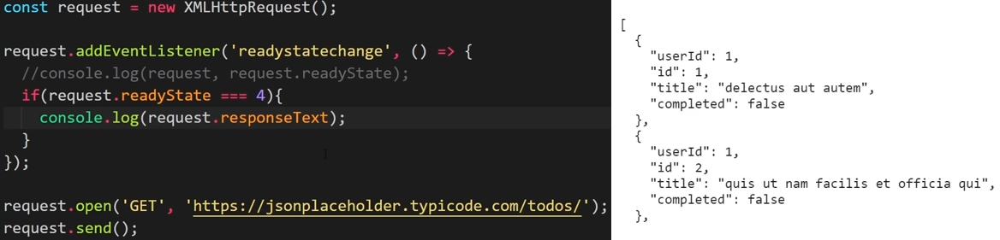 const request = new XMLHttpRequest();
request.addEventListener('readystatechange', () => {
//console.log(request, request.readyState);
if(request.readyState === 4){
console.log(request.responseText);
}
});
request.open('GET', 'https://jsonplaceholder.typicode.com/todos/');
request.send();
[
{
"userId": 1,
"id": 1,
"title": "delectus aut autem",
"completed": false
},
{
"userId": 1,
"id": 2,
"title": "quis ut nam facilis et officia qui",
"completed": false
},